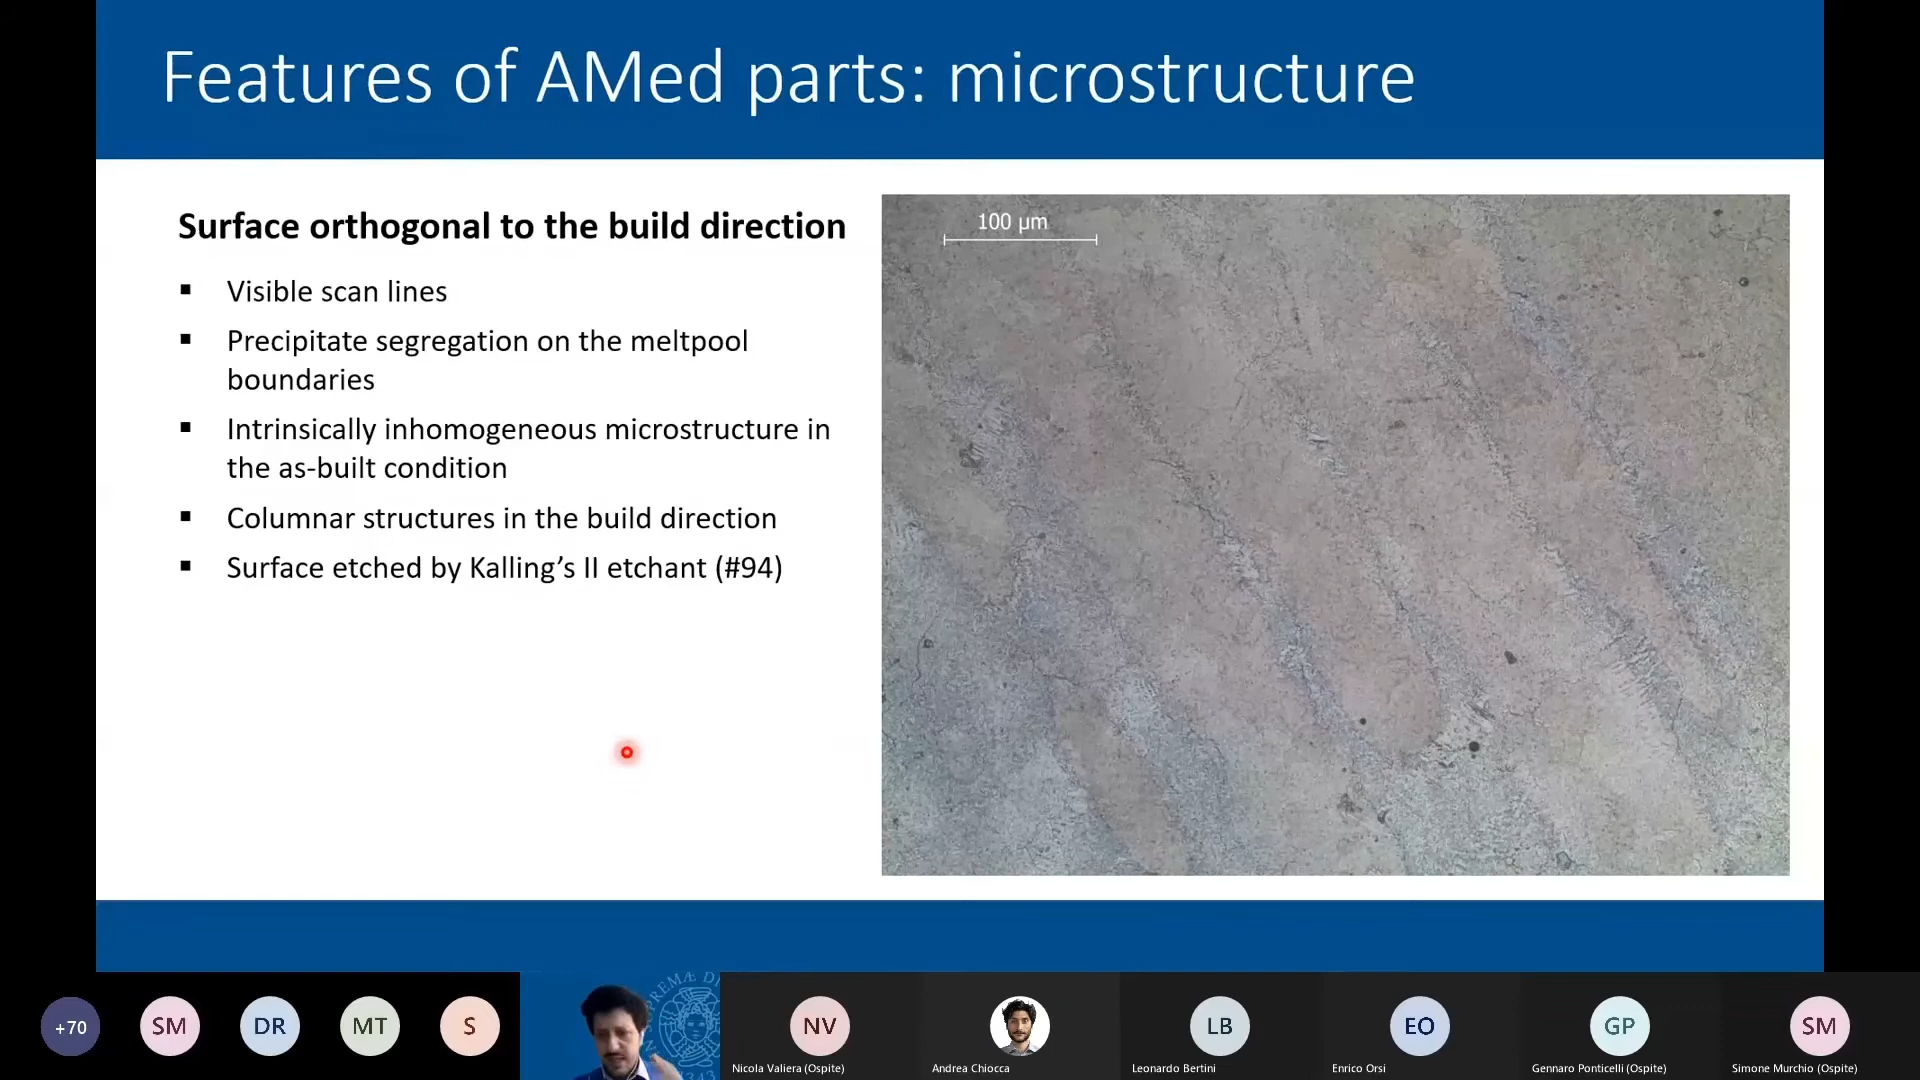 Features of AMed parts: microstructure
Surface orthogonal to the build direction
▪ Visible scan lines
▪ Precipitate segregation on the meltpool
boundaries
▪ Intrinsically inhomogeneous microstructure in
the as-built condition
▪ Columnar structures in the build direction
▪ Surface etched by Kalling’s II etchant (#94)
100 µm
+70
SM
DR
MT
S
1343
NV
LB
EO
GP
SM
Nicola Valiera (Ospite)
Andrea Chiocca
Leonardo Bertini
Enrico Orsi
Gennaro Ponticelli (Ospite)
Simone Murchio (Ospite)